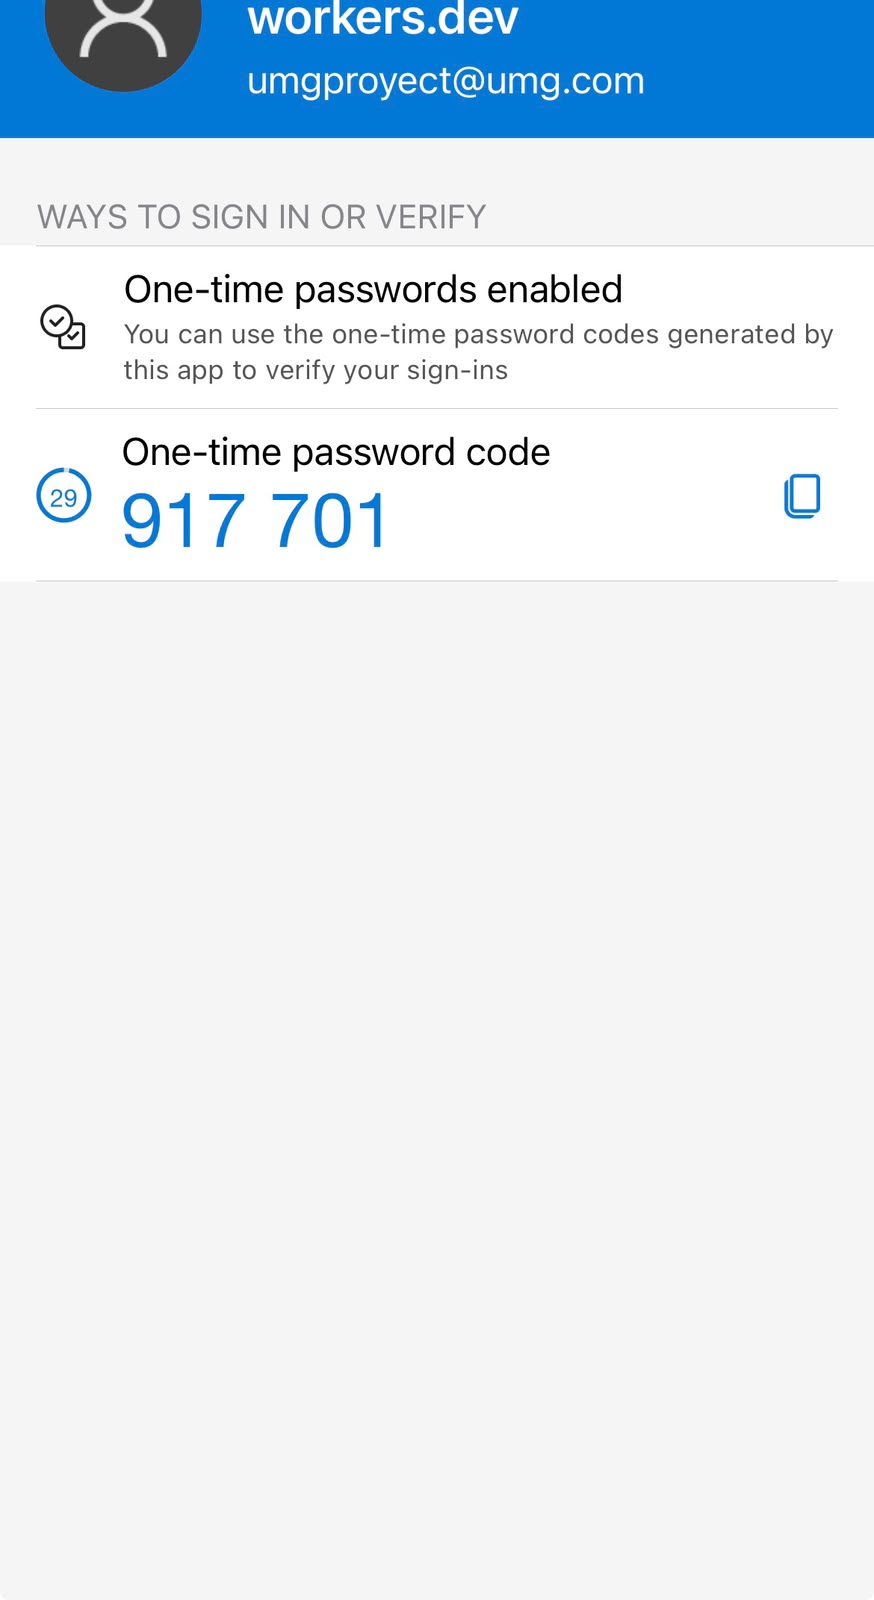 workers.dev
umgproyect@umg.com
WAYS TO SIGN IN OR VERIFY
One-time passwords enabled
You can use the one-time password codes generated by
this app to verify your sign-ins
One-time password code
29
917 701